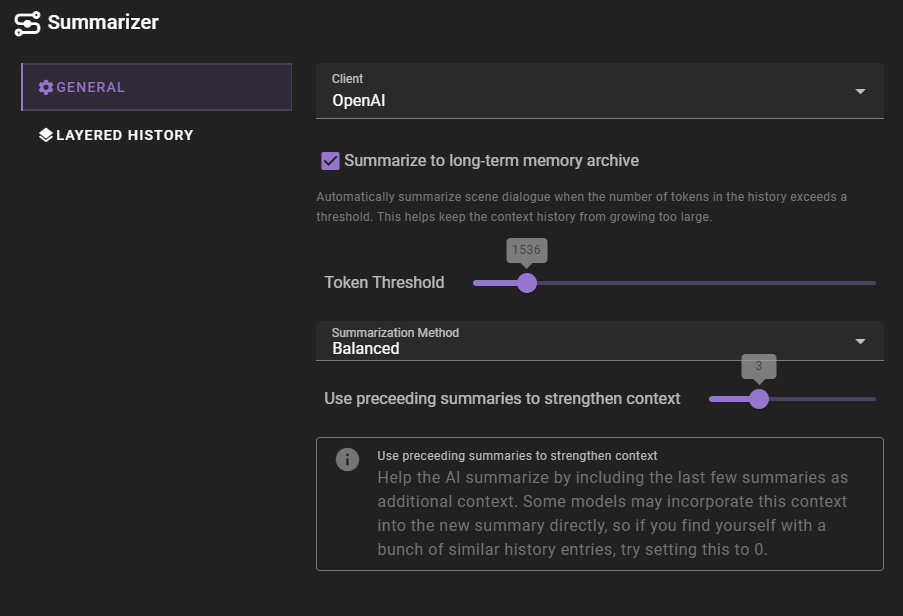 Summarizer
GENERAL
LAYERED HISTORY
Client
OpenAI
Summarize to long-term memory archive
Automatically summarize scene dialogue when the number of tokens in the history exceeds a
threshold. This helps keep the context history from growing too large.
1536
Token Threshold
Summarization Method
Balanced
3
Use preceeding summaries to strengthen context
Use preceeding summaries to strengthen context
Help the AI summarize by including the last few summaries as
additional context. Some models may incorporate this context
into the new summary directly, so if you find yourself with a
bunch of similar history entries, try setting this to 0.